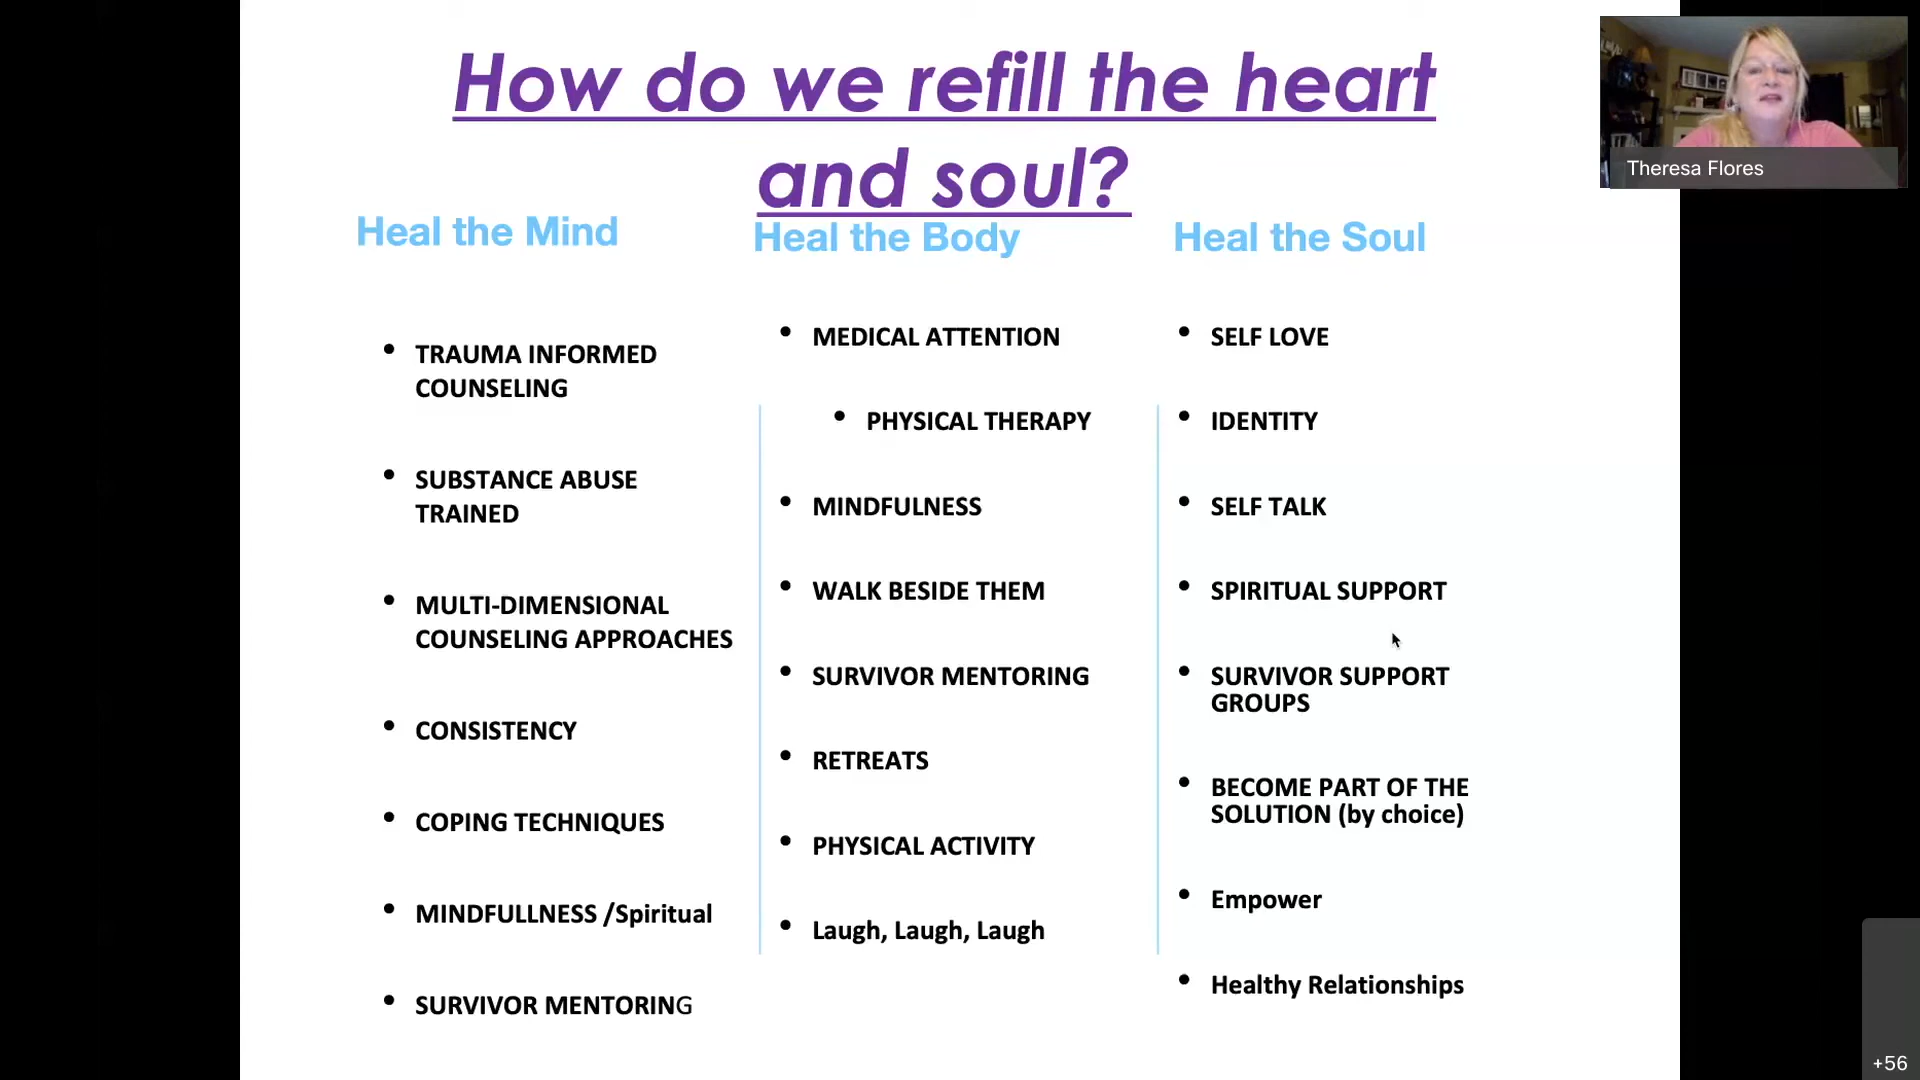 How do we refill the heart
and soul?
Theresa Flores
Heal the Mind
TRAUMA INFORMED
COUNSELING
SUBSTANCE ABUSE
TRAINED
MULTI-DIMENSIONAL
COUNSELING APPROACHES
CONSISTENCY
COPING TECHNIQUES
MINDFULLNESS /Spiritual
SURVIVOR MENTORING
Heal the Body
MEDICAL ATTENTION
PHYSICAL THERAPY
MINDFULNESS
WALK BESIDE THEM
SURVIVOR MENTORING
RETREATS
PHYSICAL ACTIVITY
Laugh, Laugh, Laugh
Heal the Soul
SELF LOVE
IDENTITY
SELF TALK
SPIRITUAL SUPPORT
SURVIVOR SUPPORT
GROUPS
BECOME PART OF THE
SOLUTION (by choice)
Empower
Healthy Relationships
+56